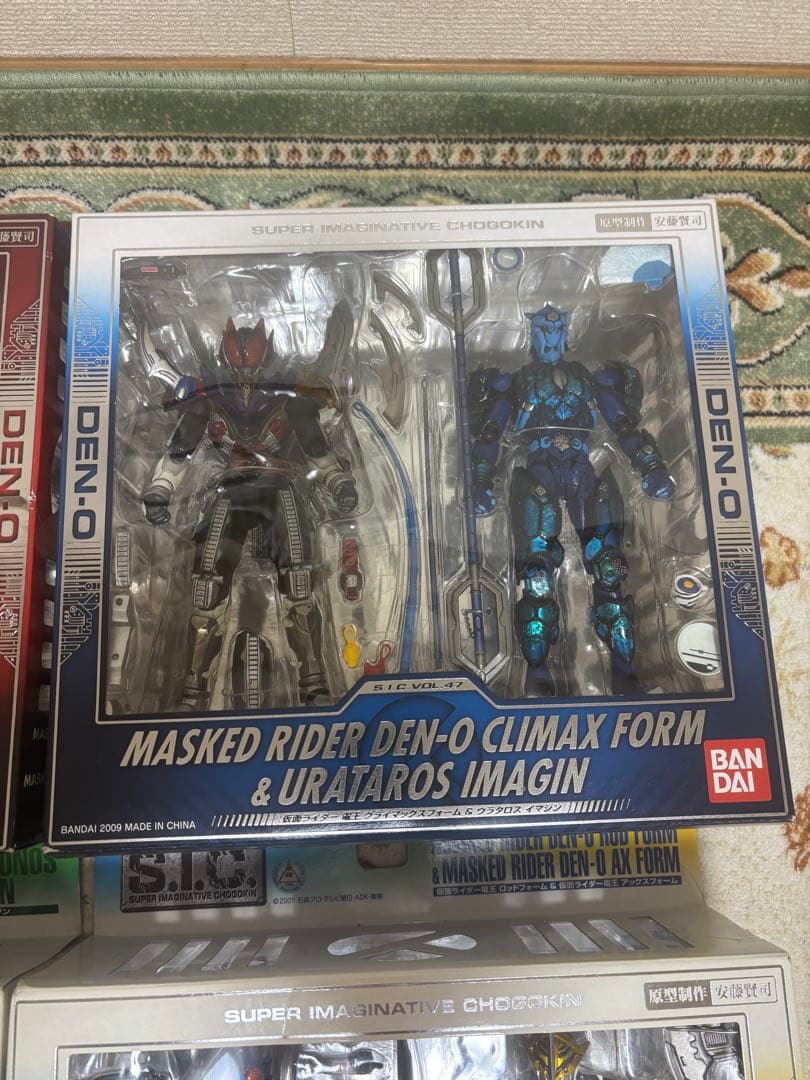 SUPER IMAGINATIVE CHOGOKIN
原型制作 安藤賢司
藤賢司
DEN-O
DEN-O
DEN-O
S.I.C. VOL.47
MASKED RIDER DEN-O CLIMAX FORM
& URATAROS IMAGIN
仮面ライダー 電王 クライマックスフォーム & ウラタロス イマジン
BAN
DAI
BANDAI 2009 MADE IN CHINA
S.I.C.
SUPER IMAGINATIVE CHOGOKIN
©2007 石森プロ・テレビ朝日・ADK・東映
MASKED RIDER DEN-O ROD FORM
& MASKED RIDER DEN-O AX FORM
仮面ライダー電王 ロッドフォーム & 仮面ライダー電王 アックスフォーム
SUPER IMAGINATIVE CHOGOKIN
原型制作 安藤賢司